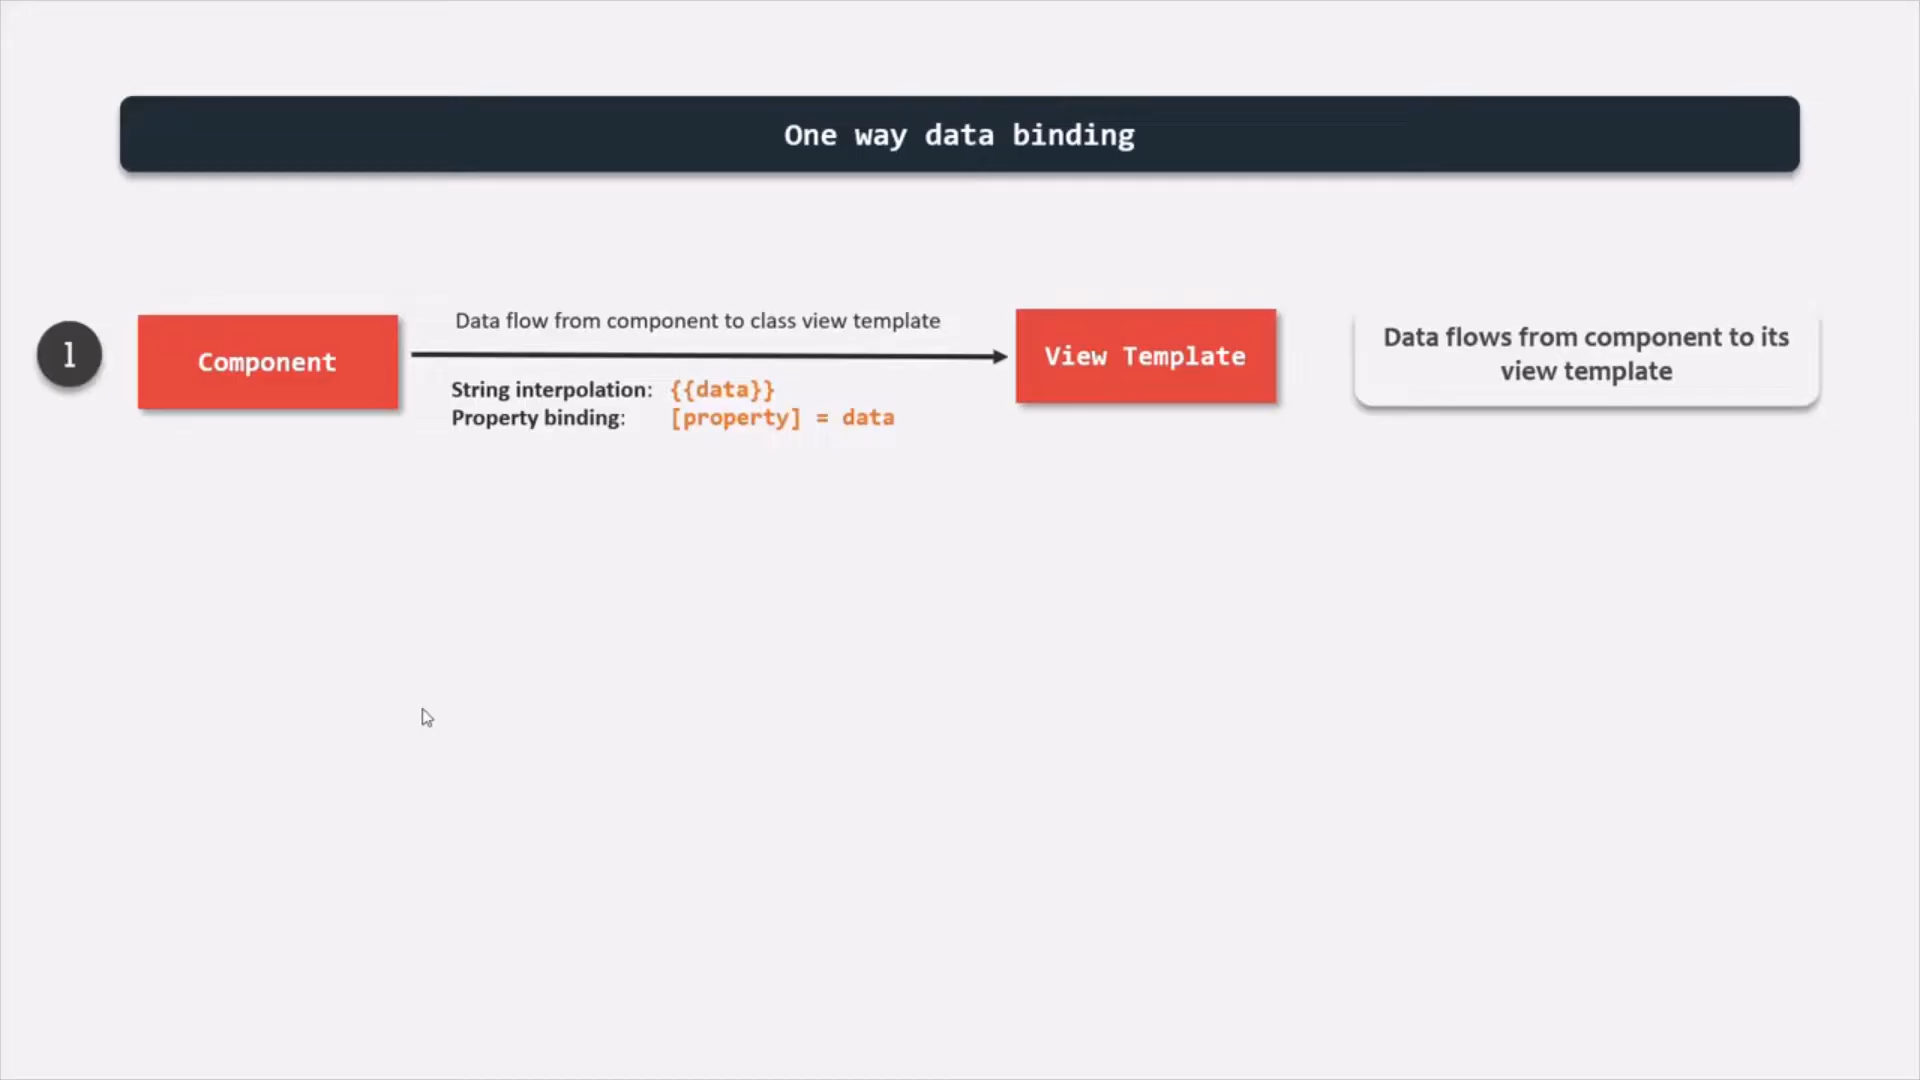 One way data binding
1
Component
Data flow from component to class view template
String interpolation: {{data}}
Property binding: [property] = data
View Template
Data flows from component to its
view template